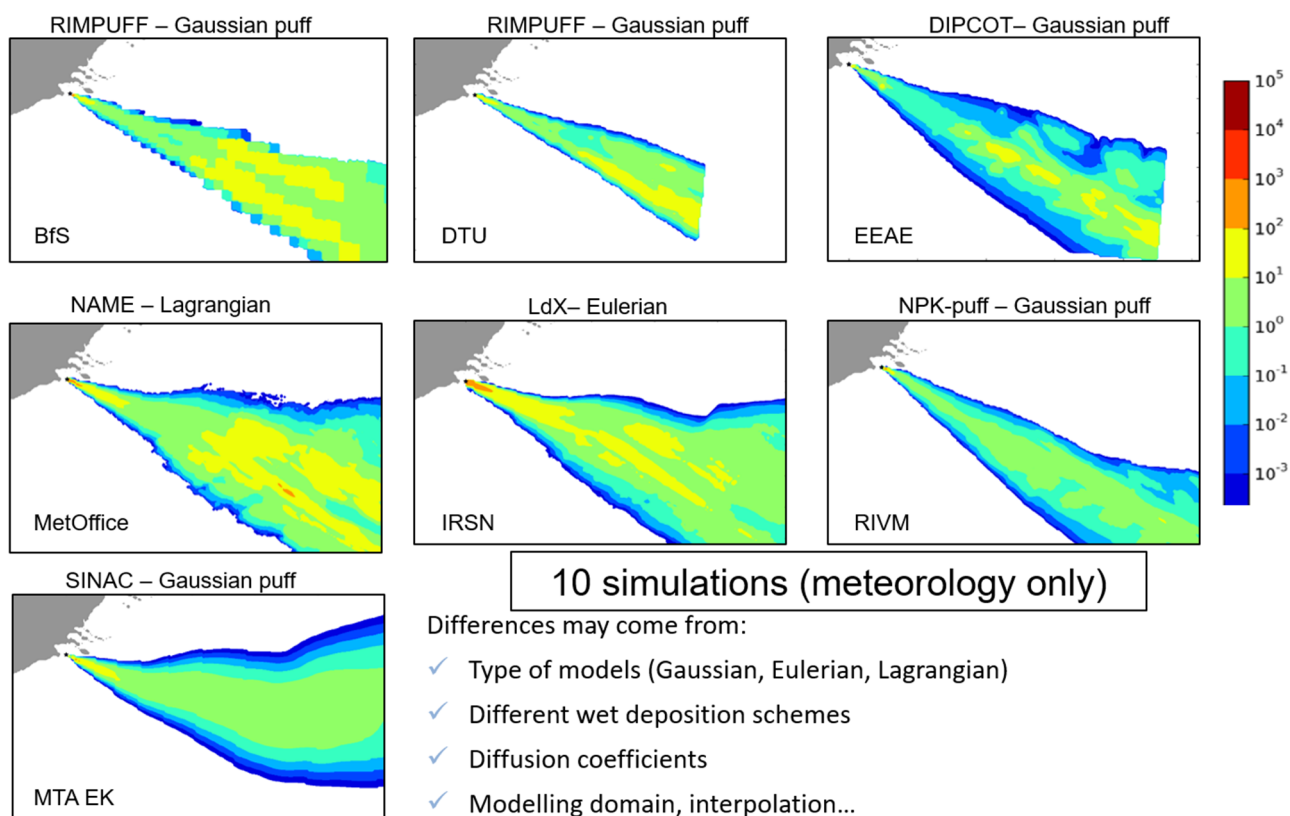 RIMPUFF – Gaussian puff
RIMPUFF – Gaussian puff
DIPCOT– Gaussian puff
BfS
DTU
EEAE
10⁵
10⁴
10³
10²
10¹
10⁰
10⁻¹
10⁻²
10⁻³
NAME – Lagrangian
LdX– Eulerian
NPK-puff – Gaussian puff
MetOffice
IRSN
RIVM
SINAC – Gaussian puff
MTA EK
10 simulations (meteorology only)
Differences may come from:
✓ Type of models (Gaussian, Eulerian, Lagrangian)
✓ Different wet deposition schemes
✓ Diffusion coefficients
✓ Modelling domain, interpolation…